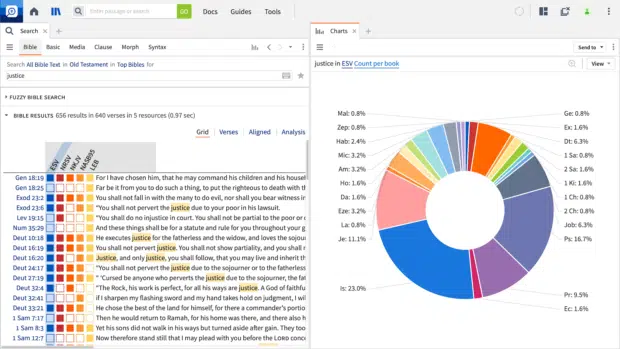 Enter passage or search
GO
Docs
Guides
Tools
Search
Bible
Basic
Media
Clause
Morph
Syntax
Search All Bible Text in Old Testament in Top Bibles for
justice
FUZZY BIBLE SEARCH
BIBLE RESULTS 656 results in 640 verses in 5 resources (0.97 sec)
Grid
Verses
Aligned
Analysis
ESV
NRSV
NKJV
NASB95
LEB
Gen 18:19 For I have chosen him, that he may command his children and his househ
Gen 18:25 Far be it from you to do such a thing, to put the righteous to death with th
Exod 23:2 You shall not fall in with the many to do evil, nor shall you bear witness in
Exod 23:6 "You shall not pervert the justice due to your poor in his lawsuit.
Lev 19:15 "You shall do no injustice in court. You shall not be partial to the poor or
Num 35:29 And these things shall be for a statute and rule for you throughout your g
Deut 10:18 He executes justice for the fatherless and the widow, and loves the sojour
Deut 16:19 You shall not pervert justice. You shall not show partiality, and you shall
Deut 16:20 Justice, and only justice, you shall follow, that you may live and inherit th
Deut 24:17 "You shall not pervert the justice due to the sojourner or to the fatherless
Deut 27:19 " 'Cursed be anyone who perverts the justice due to the sojourner, the father
Deut 32:4 "The Rock, his work is perfect, for all his ways are justice. A God of faithful
Deut 32:41 if I sharpen my flashing sword and my hand takes hold on judgment, I wil
Deut 33:21 He chose the best of the land for himself, for there a commander's portio
1 Sam 7:17 Then he would return to Ramah, for his home was there, and there also h
1 Sam 8:3 Yet his sons did not walk in his ways but turned aside after gain. They too
1 Sam 12:7 Now therefore stand still that I may plead with you before the LORD conce
Charts
Send to
justice in ESV Count per book
View
Mal: 0.8%
Zep: 0.8%
Hab: 2.4%
Mic: 3.2%
Am: 3.2%
Ho: 1.6%
Da: 1.6%
Eze: 3.2%
La: 0.8%
Je: 11.1%
Is: 23.0%
Ge: 0.8%
Ex: 1.6%
Dt: 6.3%
1 Sa: 0.8%
2 Sa: 1.6%
1 Ki: 1.6%
1 Ch: 0.8%
2 Ch: 0.8%
Job: 6.3%
Ps: 16.7%
Pr: 9.5%
Ec: 1.6%